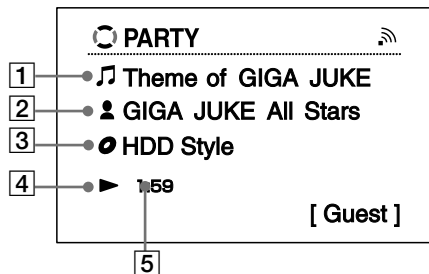 PARTY
1 Theme of GIGA JUKE
2 GIGA JUKE All Stars
3 HDD Style
4 1:59
[ Guest ]
5